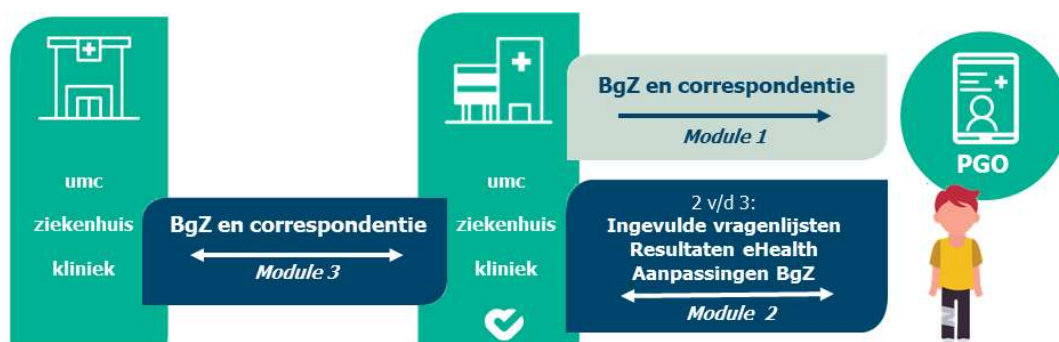 umc
ziekenhuis
kliniek
BgZ en correspondentie
Module 3
umc
ziekenhuis
kliniek
BgZ en correspondentie
Module 1
2 v/d 3:
Ingevulde vragenlijsten
Resultaten eHealth
Aanpassingen BgZ
Module 2
PGO